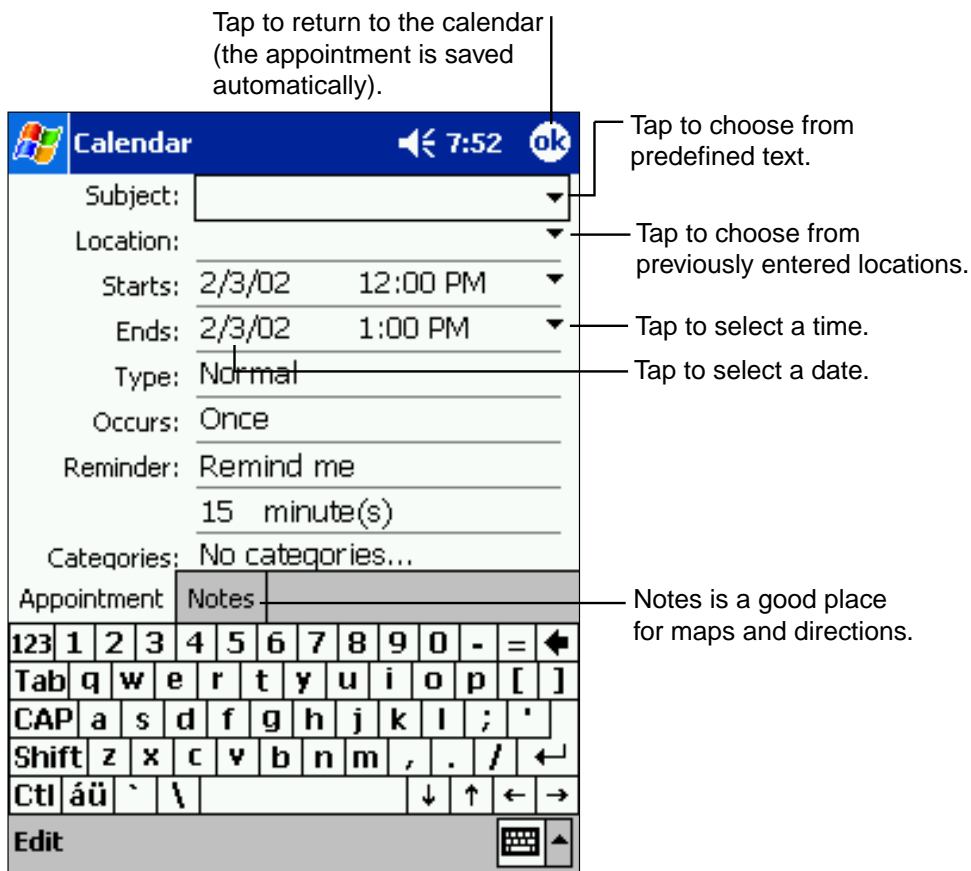 Tap to return to the calendar
(the appointment is saved
automatically).
Calendar 7:52 ok
Tap to choose from
predefined text.
Subject:
Location:
Tap to choose from
previously entered locations.
Starts: 2/3/02 12:00 PM
Ends: 2/3/02 1:00 PM
Tap to select a time.
Type: Normal
Tap to select a date.
Occurs: Once
Reminder: Remind me
15 minute(s)
Categories: No categories...
Appointment Notes
Notes is a good place
for maps and directions.
123 1 2 3 4 5 6 7 8 9 0 - = 🡄
Tab q w e r t y u i o p [ ]
CAP a s d f g h j k l ; '
Shift z x c v b n m , . / ↵
Ctl áü ` \ ↓ ↑ ← →
Edit